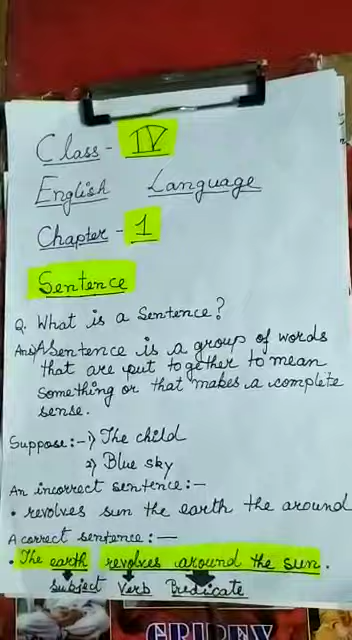 Class - IV
English Language
Chapter - 1
Sentence
Q. What is a Sentence?
Ans) A Sentence is a group of words
that are put together to mean
something or that makes a complete
sense.
Suppose:- 1) The child
2) Blue sky
An incorrect sentence:-
• revolves sun the earth the around
A correct sentence:-
• The earth revolves around the sun.
Subject Verb Predicate